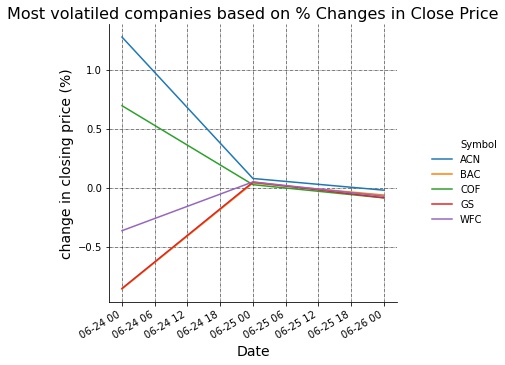 Most volatiled companies based on % Changes in Close Price
change in closing price (%)
1.0
0.5
0.0
−0.5
06-24 00
06-24 06
06-24 12
06-24 18
06-25 00
06-25 06
06-25 12
06-25 18
06-26 00
Date
Symbol
ACN
BAC
COF
GS
WFC